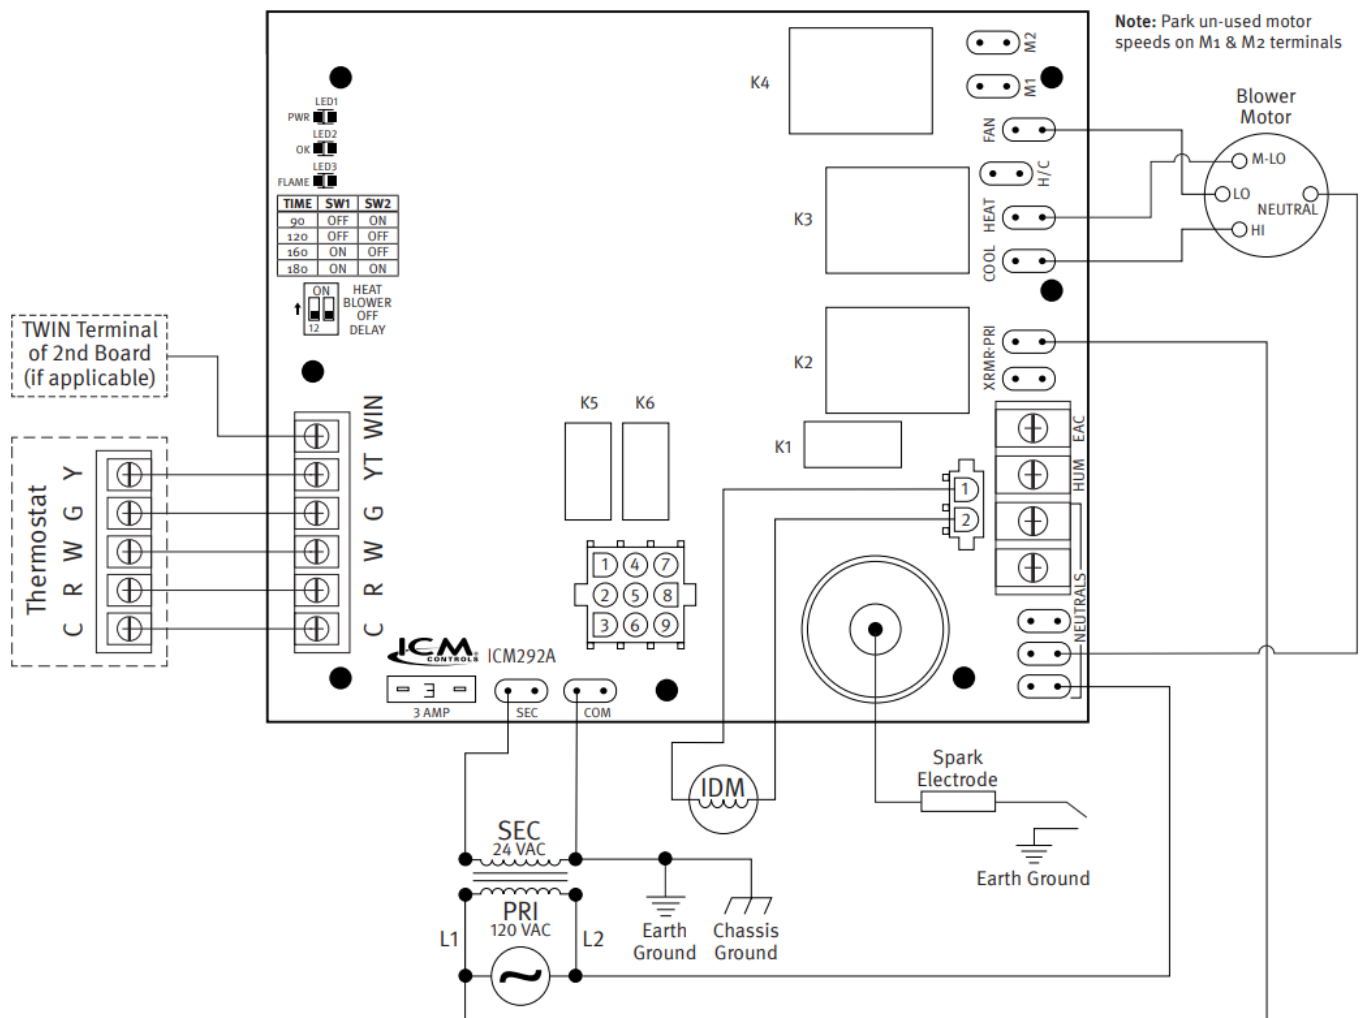 Note: Park un-used motor
speeds on M1 & M2 terminals
Blower
Motor
M-LO
LO
NEUTRAL
HI
K4
M2
M1
FAN
H/C
K3
HEAT
COOL
K2
XRMR-PRI
K5
K6
K1
EAC
HUM
NEUTRALS
LED1
PWR
LED2
OK
LED3
FLAME
TIME SW1 SW2
90 OFF ON
120 OFF OFF
160 ON OFF
180 ON ON
ON
12
HEAT
BLOWER
OFF
DELAY
TWIN Terminal
of 2nd Board
(if applicable)
Thermostat
Y
G
W
R
C
WIN
YT
G
W
R
C
1
2
1 4 7
2 5 8
3 6 9
ICM
CONTROLS
ICM292A
3
3 AMP
SEC
COM
IDM
Spark
Electrode
Earth Ground
SEC
24 VAC
PRI
120 VAC
L1
L2
Earth
Ground
Chassis
Ground